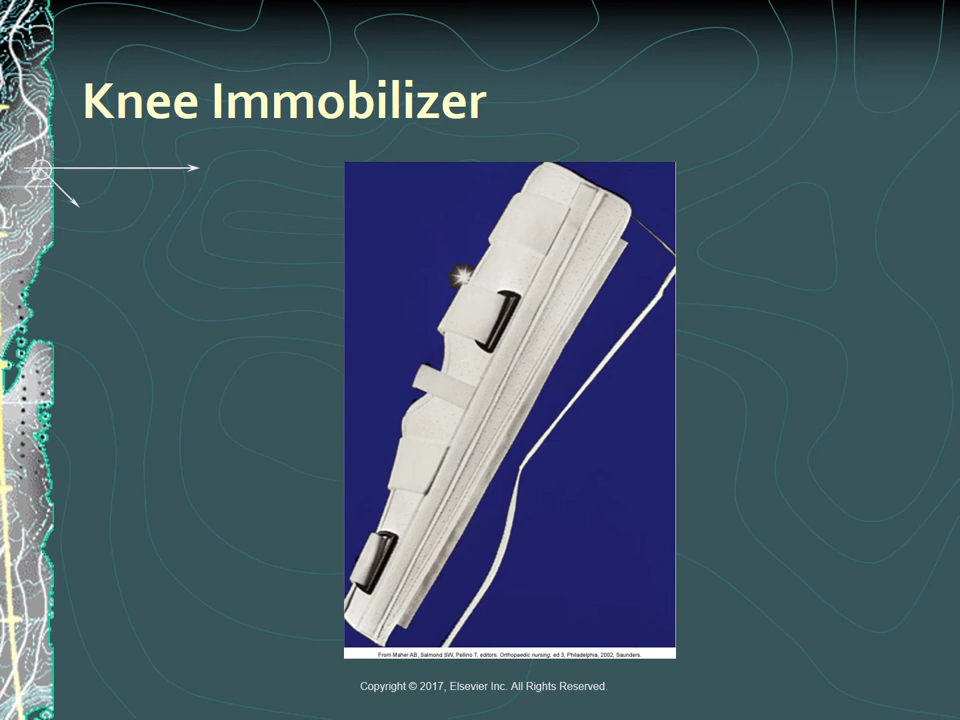 Knee Immobilizer
From Maher AB, Salmond SW, Pellino T, editors: Orthopaedic nursing, ed 3, Philadelphia, 2002, Saunders.
Copyright © 2017, Elsevier Inc. All Rights Reserved.